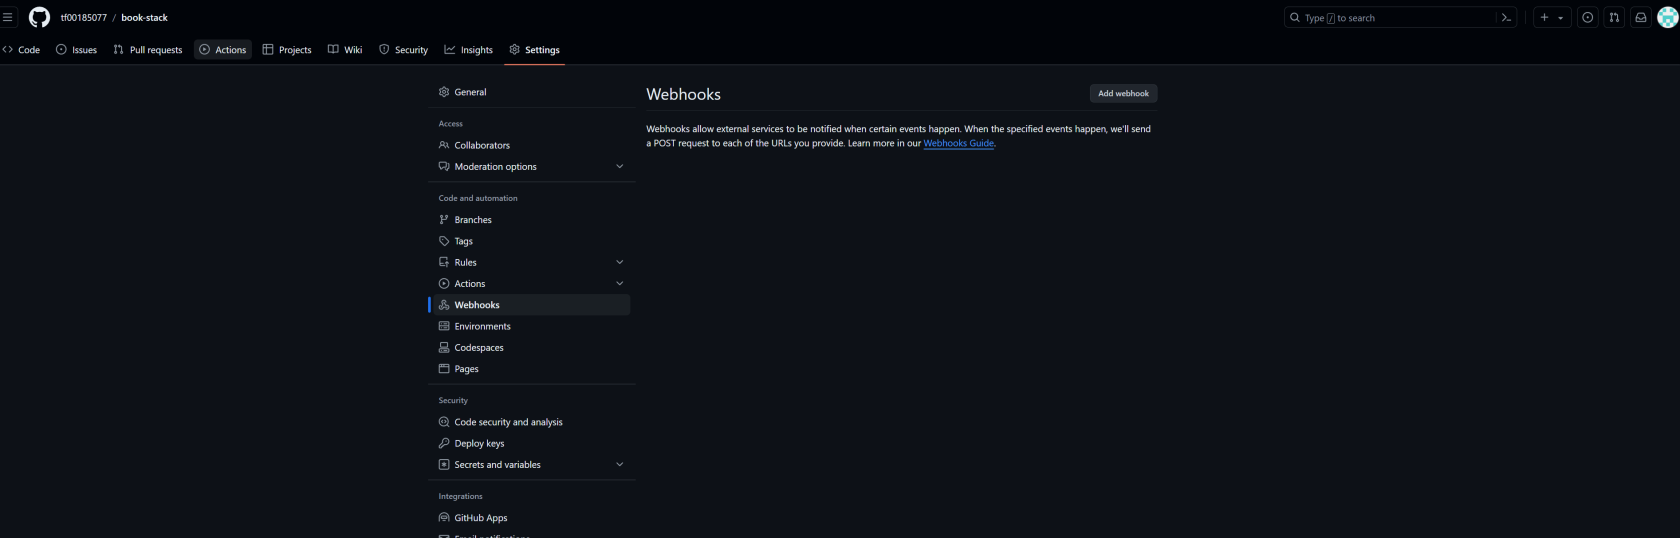 tf00185077 / book-stack
Type / to search
Code Issues Pull requests Actions Projects Wiki Security Insights Settings
General
Access
Collaborators
Moderation options
Code and automation
Branches
Tags
Rules
Actions
Webhooks
Environments
Codespaces
Pages
Security
Code security and analysis
Deploy keys
Secrets and variables
Integrations
GitHub Apps
Email notifications
Webhooks
Add webhook
Webhooks allow external services to be notified when certain events happen. When the specified events happen, we'll send
a POST request to each of the URLs you provide. Learn more in our Webhooks Guide.